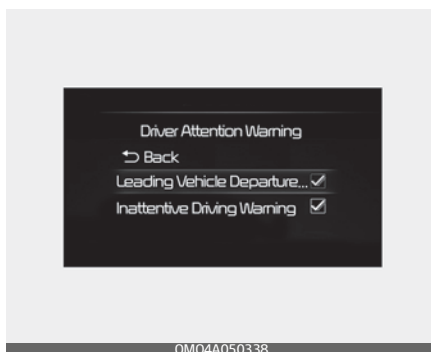 Driver Attention Warning
Back
Leading Vehicle Departure...
Inattentive Driving Warning
OMQ4A050338